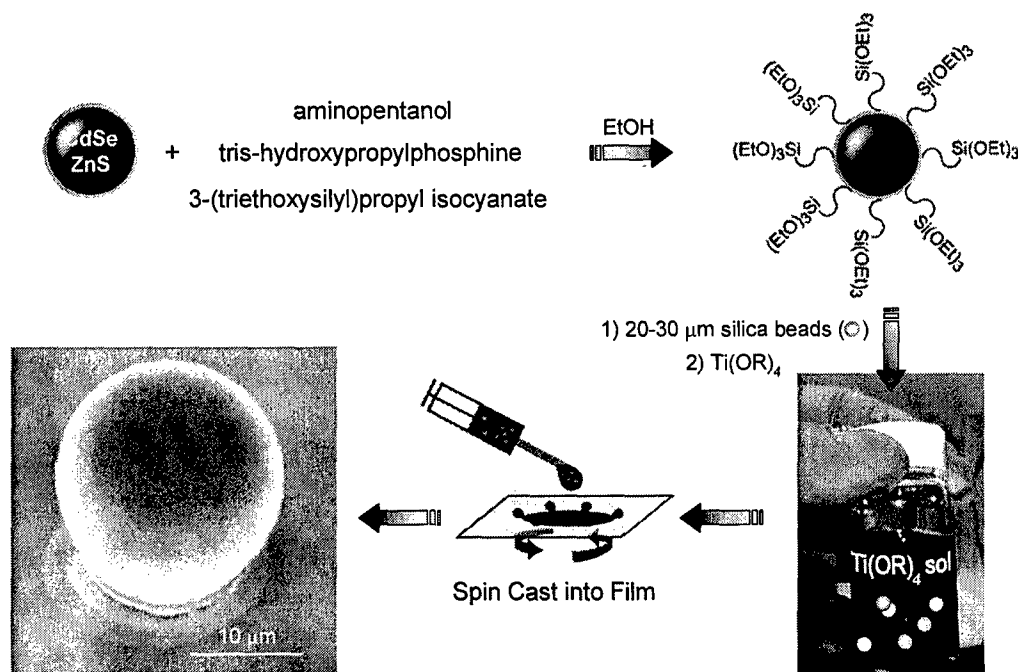 CdSe
ZnS
+
aminopentanol
tris-hydroxypropylphosphine
3-(triethoxysilyl)propyl isocyanate
EtOH
Si(OEt)3
Si(OEt)3
Si(OEt)3
Si(OEt)3
Si(OEt)3
(EtO)3Si
(EtO)3Si
(EtO)3Si
1) 20-30 μm silica beads ( )
2) Ti(OR)4
Ti(OR)4 sol
Spin Cast into Film
10 μm